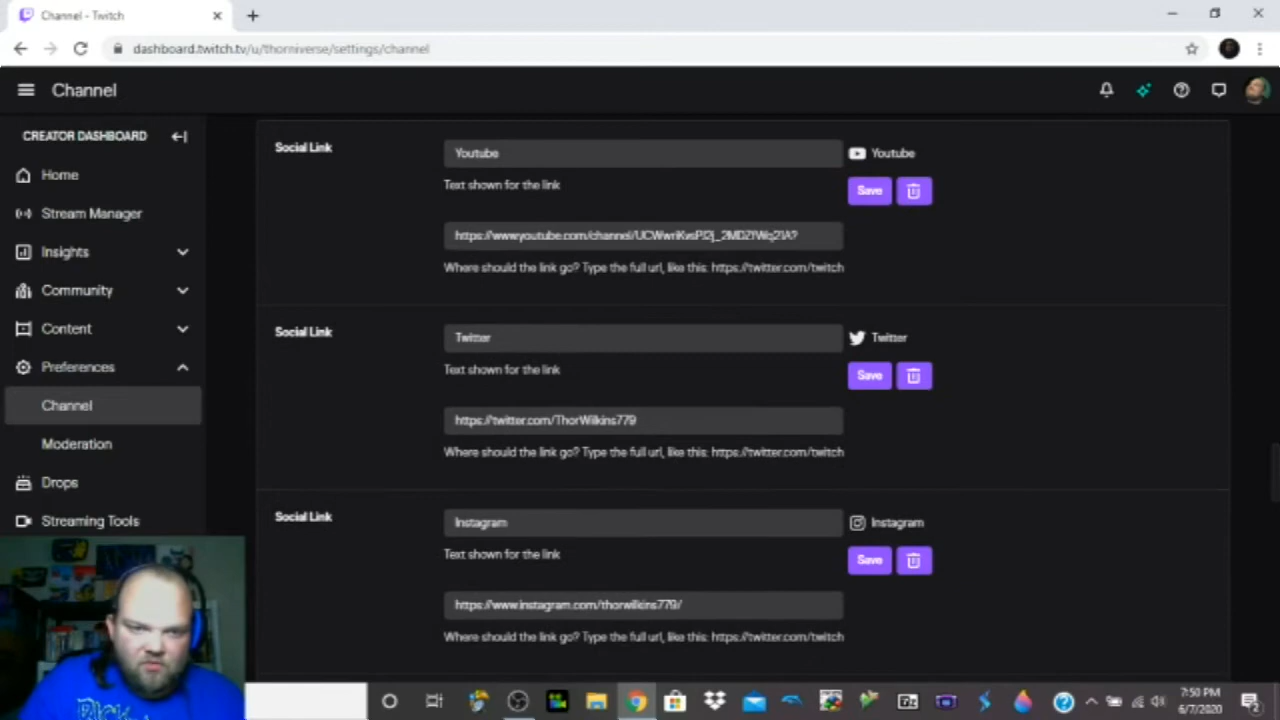 Channel - Twitch
dashboard.twitch.tv/u/thorniverse/settings/channel
Channel
CREATOR DASHBOARD
Home
Stream Manager
Insights
Community
Content
Preferences
Channel
Moderation
Drops
Streaming Tools
Social Link
Youtube
Youtube
Text shown for the link
Save
https://www.youtube.com/channel/
Where should the link go? Type the full url, like this: https://twitter.com/twitch
Social Link
Twitter
Twitter
Text shown for the link
Save
https://twitter.com/ThorWilkins779
Where should the link go? Type the full url, like this: https://twitter.com/twitch
Social Link
Instagram
Instagram
Text shown for the link
Save
https://www.instagram.com/thorwilkins779/
Where should the link go? Type the full url, like this: https://twitter.com/twitch
7:50 PM
6/7/2020